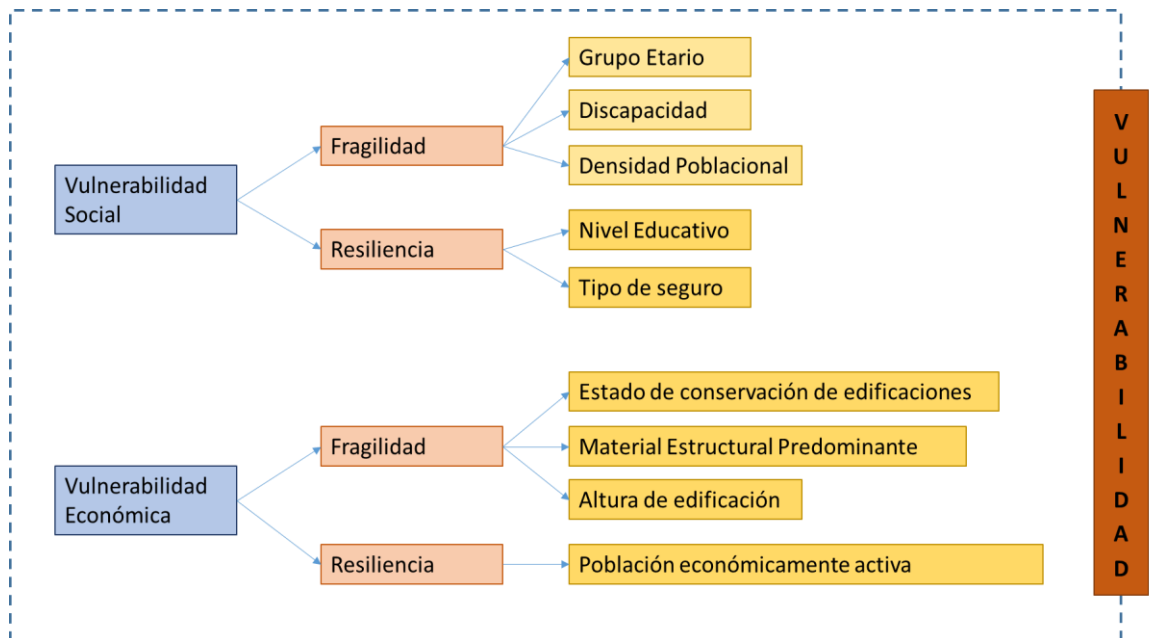 Grupo Etario
Discapacidad
Fragilidad
Densidad Poblacional
Vulnerabilidad
Social
Nivel Educativo
Resiliencia
Tipo de seguro
Estado de conservación de edificaciones
Fragilidad
Material Estructural Predominante
Vulnerabilidad
Económica
Altura de edificación
Resiliencia
Población económicamente activa
VULNERABILIDAD